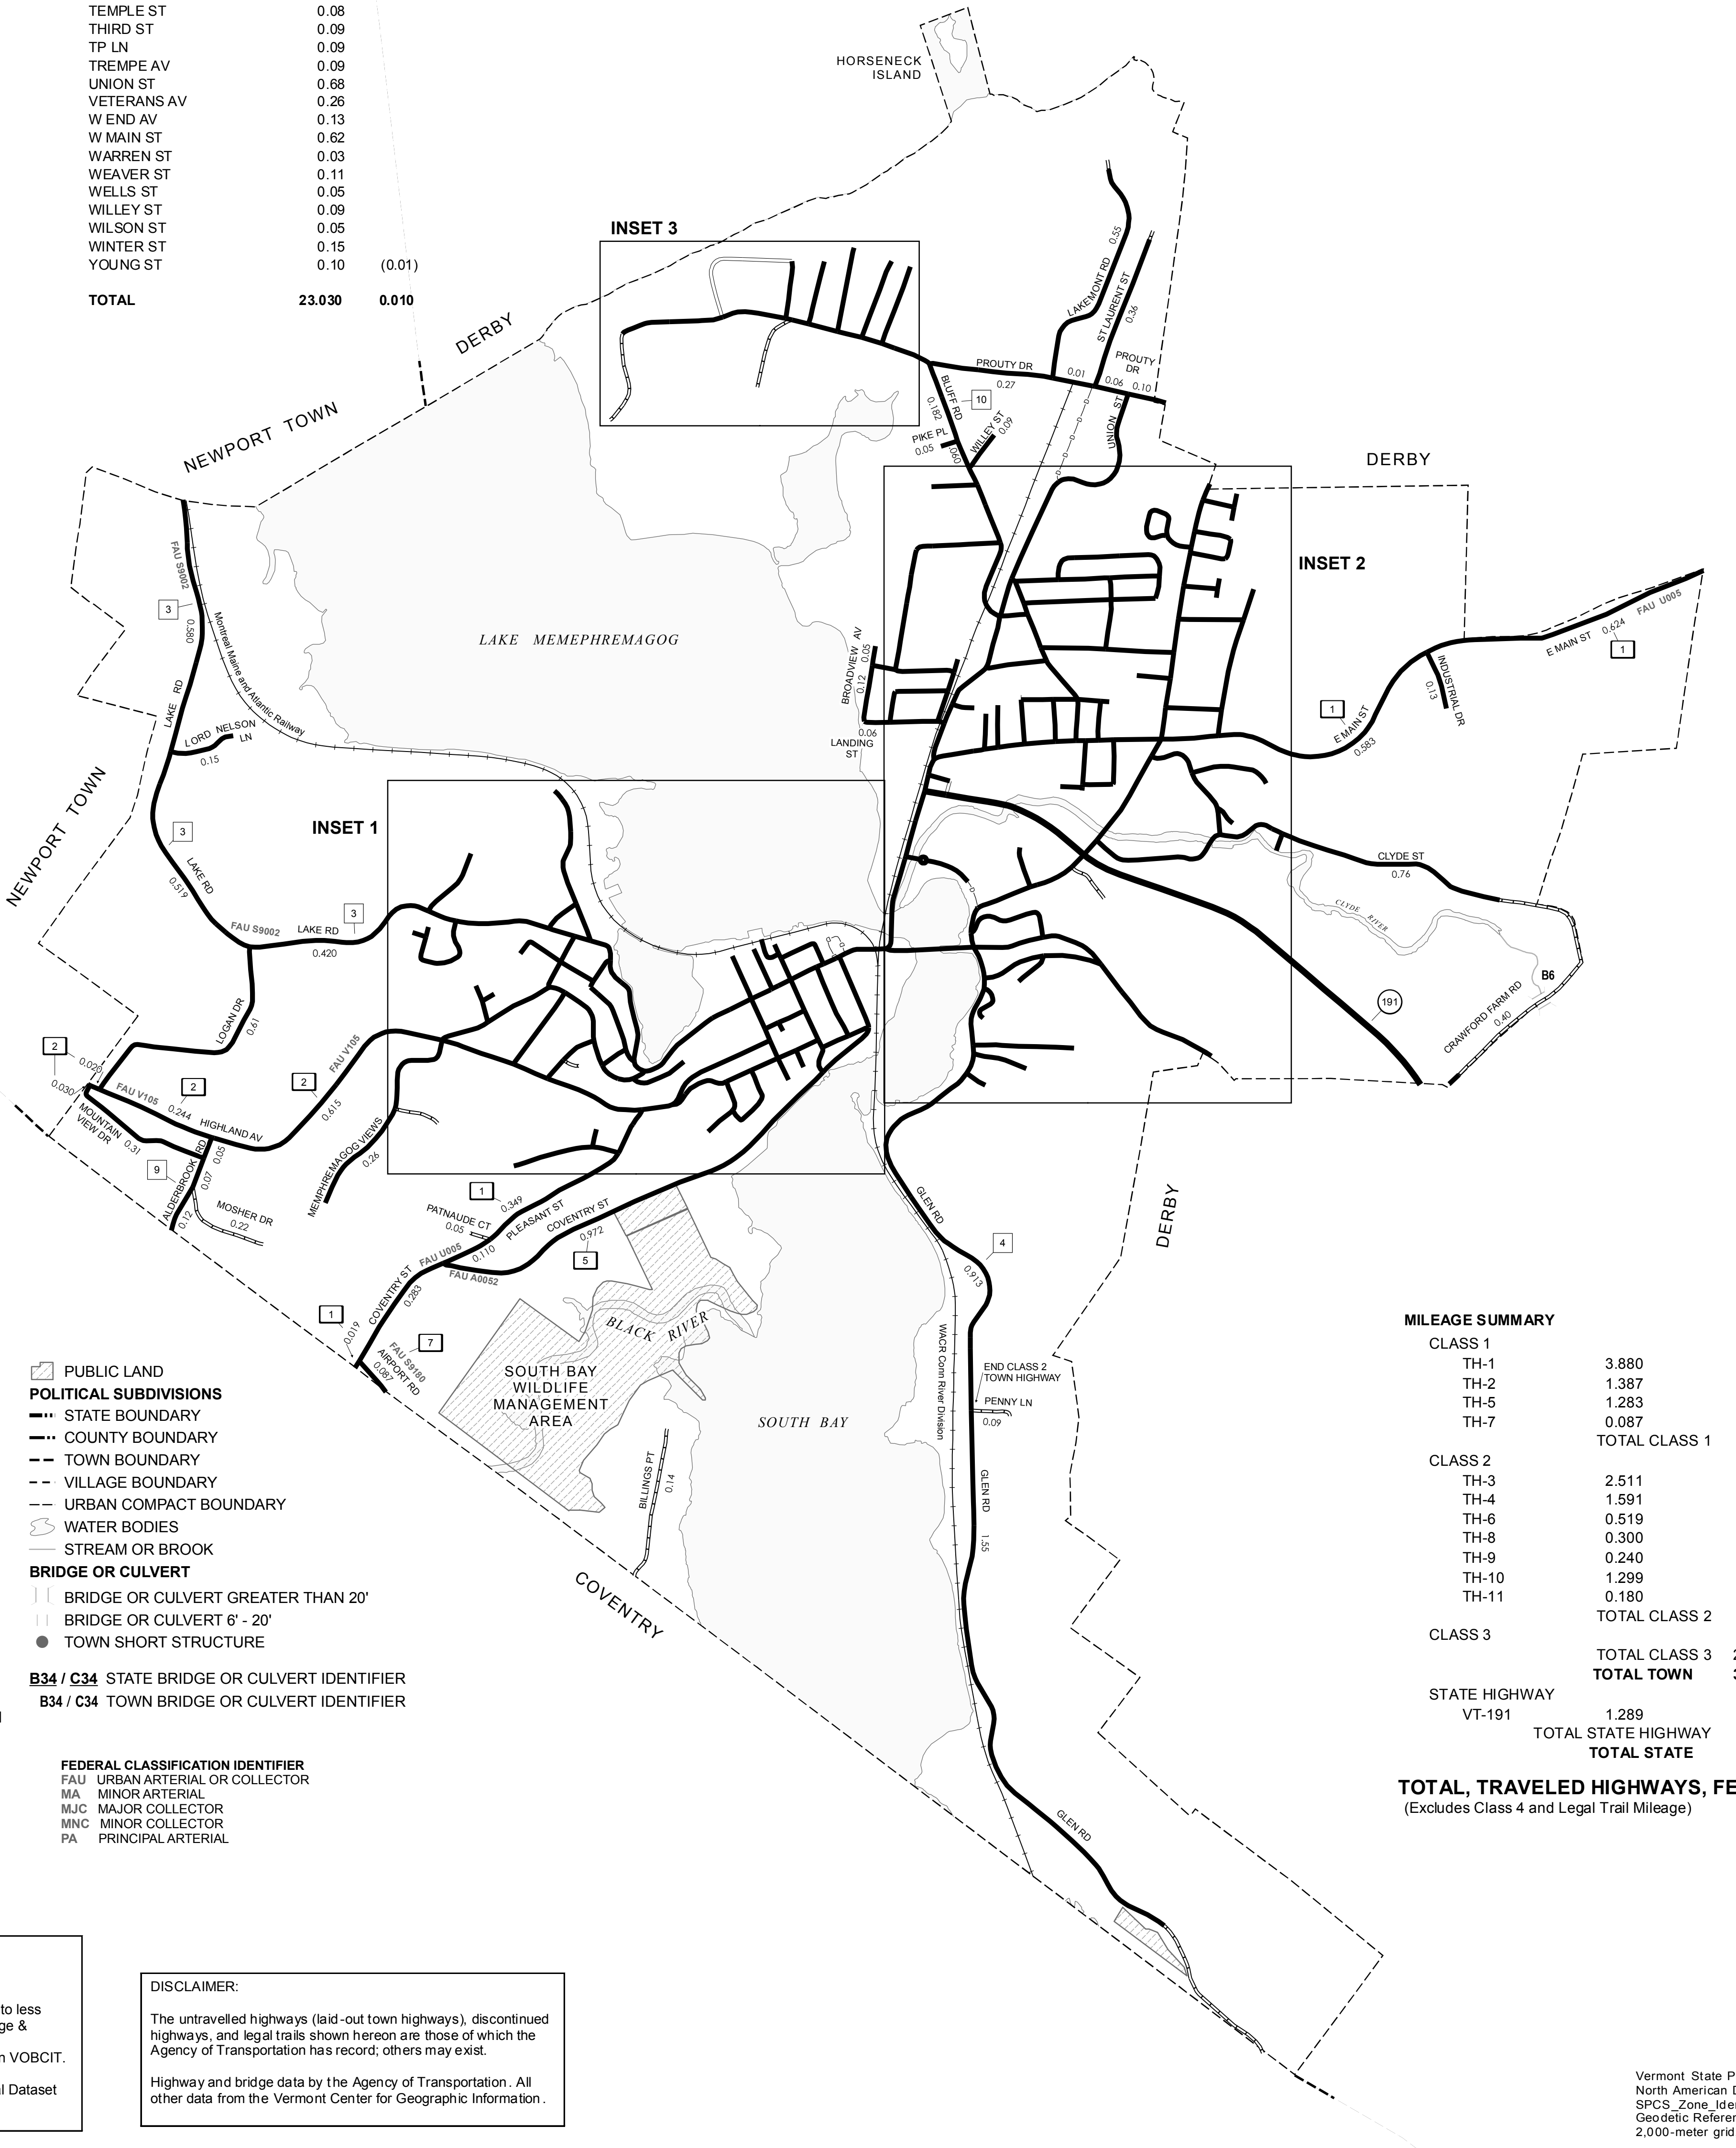 TEMPLE ST 0.08
THIRD ST 0.09
TP LN 0.09
TREMPE AV 0.09
UNION ST 0.68
VETERANS AV 0.26
W END AV 0.13
W MAIN ST 0.62
WARREN ST 0.03
WEAVER ST 0.11
WELLS ST 0.05
WILLEY ST 0.09
WILSON ST 0.05
WINTER ST 0.15
YOUNG ST 0.10 (0.01)
TOTAL 23.030 0.010
HORSENECK
ISLAND
INSET 3
DERBY
NEWPORT TOWN
LAKEMONT RD
0.55
ST LAURENT ST
0.36
PROUTY DR
0.27
0.01
PROUTY
DR
0.06
0.10
BLUFF RD
0.182
10
WILLEY ST
0.09
PIKE PL
0.05
.060
UNION ST
DERBY
INSET 2
FAU S9002
3
0.580
Montreal Maine and Atlantic Railway
LAKE RD
LORD NELSON
LN
0.15
LAKE MEMEPHREMAGOG
BROADVIEW AV
0.05
0.12
0.06
LANDING
ST
E MAIN ST
0.624
FAU U005
1
INDUSTRIAL DR
0.13
1
E MAIN ST
0.583
NEWPORT TOWN
INSET 1
3
LAKE RD
0.519
FAU S9002
LAKE RD
3
0.420
CLYDE ST
0.76
CLYDE RIVER
B6
CRAWFORD FARM RD
0.40
191
LOGAN DR
0.61
2
0.020
0.030
FAU V105
0.244
2
HIGHLAND AV
2
FAU V105
0.615
MOUNTAIN
VIEW DR
0.31
9
ALDERBROOK RD
0.05
0.07
0.12
MOSHER DR
0.22
MEMPHREMAGOG VIEWS
0.26
1
0.349
PATNAUDE CT
0.05
PLEASANT ST
COVENTRY ST
0.972
5
FAU U005
0.110
FAU A0052
COVENTRY ST
0.283
1
0.019
7
FAU S9180
AIRPORT RD
0.087
GLEN RD
4
0.913
DERBY
BLACK RIVER
SOUTH BAY
WILDLIFE
MANAGEMENT
AREA
SOUTH BAY
WACR Conn River Division
END CLASS 2
TOWN HIGHWAY
PENNY LN
0.09
GLEN RD
1.55
BILLINGS PT
0.14
COVENTRY
GLEN RD
PUBLIC LAND
POLITICAL SUBDIVISIONS
STATE BOUNDARY
COUNTY BOUNDARY
TOWN BOUNDARY
VILLAGE BOUNDARY
URBAN COMPACT BOUNDARY
WATER BODIES
STREAM OR BROOK
BRIDGE OR CULVERT
BRIDGE OR CULVERT GREATER THAN 20'
BRIDGE OR CULVERT 6' - 20'
TOWN SHORT STRUCTURE
B34 / C34 STATE BRIDGE OR CULVERT IDENTIFIER
B34 / C34 TOWN BRIDGE OR CULVERT IDENTIFIER
FEDERAL CLASSIFICATION IDENTIFIER
FAU URBAN ARTERIAL OR COLLECTOR
MA MINOR ARTERIAL
MJC MAJOR COLLECTOR
MNC MINOR COLLECTOR
PA PRINCIPAL ARTERIAL
MILEAGE SUMMARY
CLASS 1
TH-1 3.880
TH-2 1.387
TH-5 1.283
TH-7 0.087
TOTAL CLASS 1
CLASS 2
TH-3 2.511
TH-4 1.591
TH-6 0.519
TH-8 0.300
TH-9 0.240
TH-10 1.299
TH-11 0.180
TOTAL CLASS 2
CLASS 3
TOTAL CLASS 3
TOTAL TOWN
STATE HIGHWAY
VT-191 1.289
TOTAL STATE HIGHWAY
TOTAL STATE
TOTAL, TRAVELED HIGHWAYS, FE
(Excludes Class 4 and Legal Trail Mileage)
to less
ge &
m VOBCIT.
al Dataset
DISCLAIMER:
The untravelled highways (laid-out town highways), discontinued
highways, and legal trails shown hereon are those of which the
Agency of Transportation has record; others may exist.
Highway and bridge data by the Agency of Transportation. All
other data from the Vermont Center for Geographic Information.
Vermont State P
North American D
SPCS_Zone_Ide
Geodetic Referen
2,000-meter grid